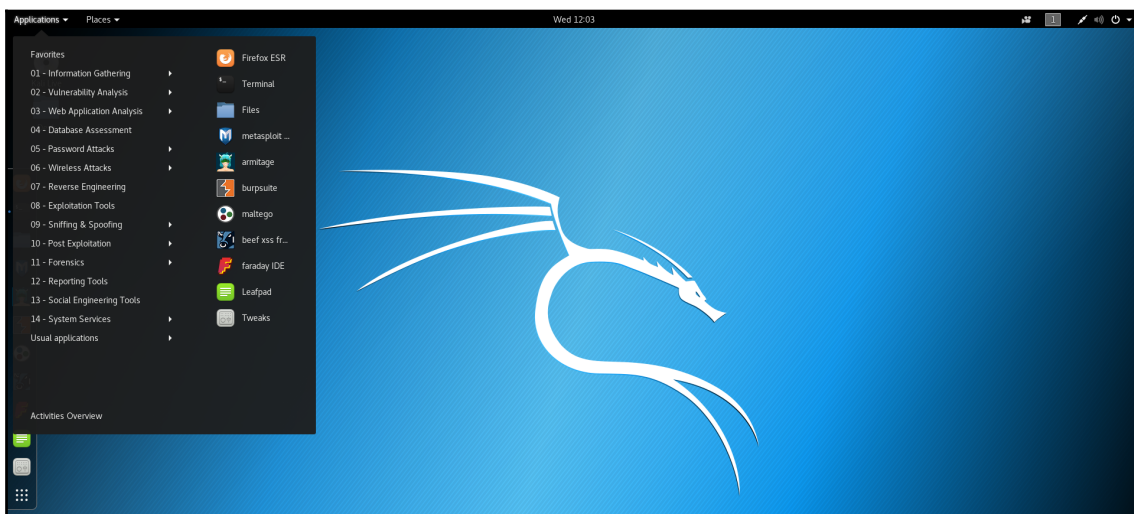 Applications Places Wed 12:03 1
Favorites
01 - Information Gathering
02 - Vulnerability Analysis
03 - Web Application Analysis
04 - Database Assessment
05 - Password Attacks
06 - Wireless Attacks
07 - Reverse Engineering
08 - Exploitation Tools
09 - Sniffing & Spoofing
10 - Post Exploitation
11 - Forensics
12 - Reporting Tools
13 - Social Engineering Tools
14 - System Services
Usual applications
Activities Overview
Firefox ESR
Terminal
Files
metasploit ...
armitage
burpsuite
maltego
beef xss fr...
faraday IDE
Leafpad
Tweaks